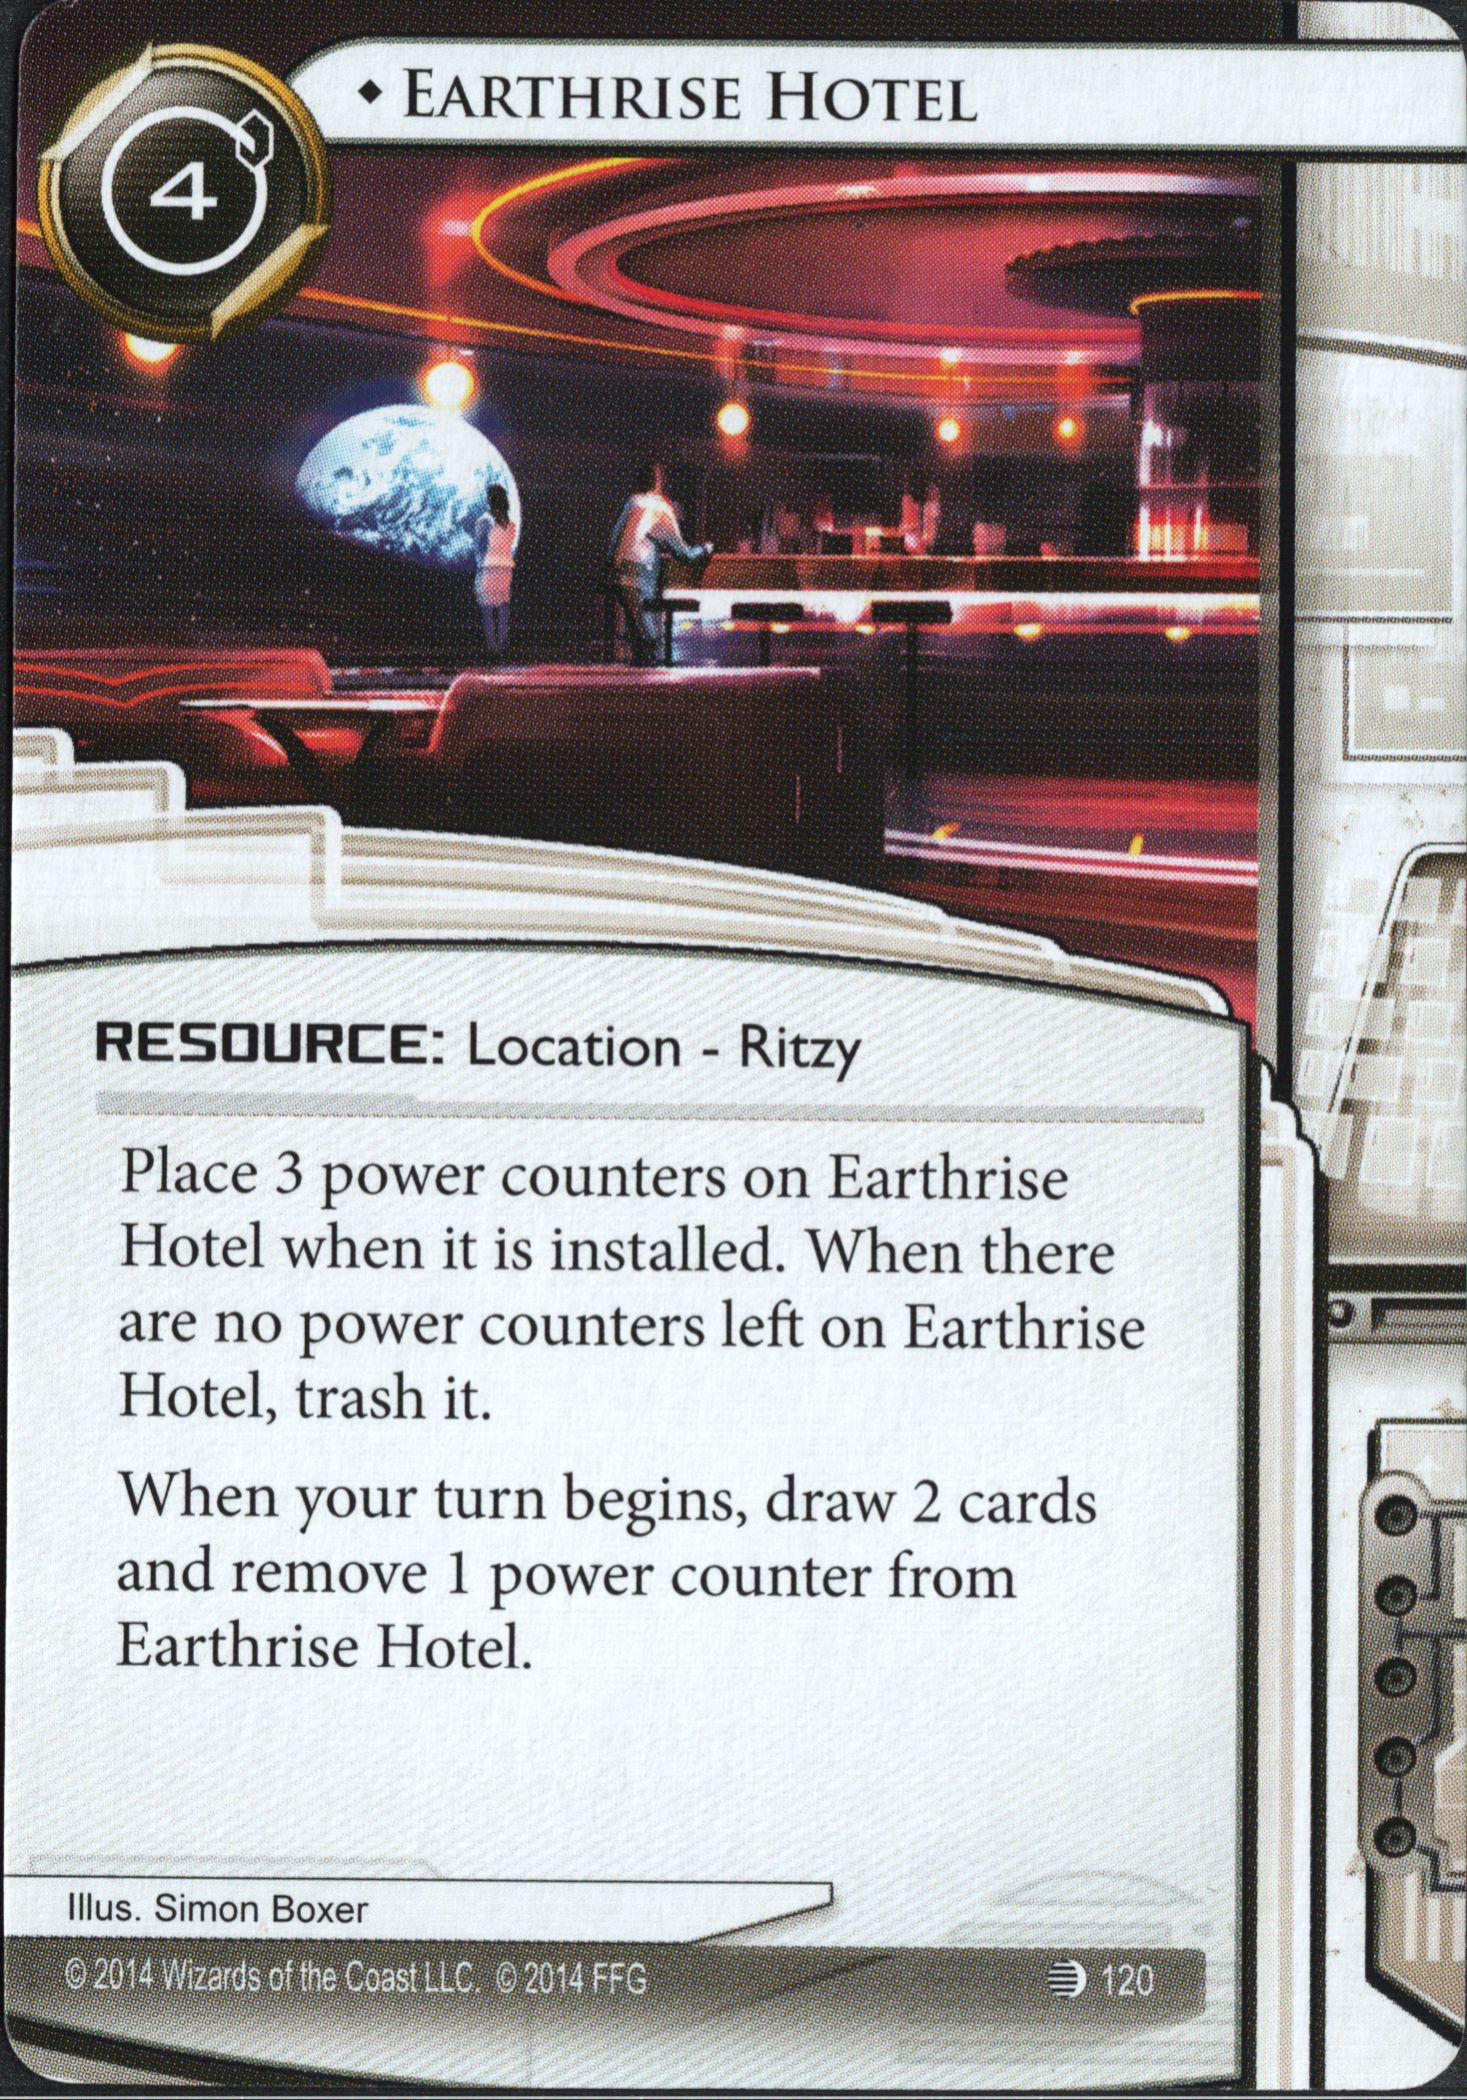 4
◆ EARTHRISE HOTEL
RESOURCE: Location - Ritzy
Place 3 power counters on Earthrise
Hotel when it is installed. When there
are no power counters left on Earthrise
Hotel, trash it.
When your turn begins, draw 2 cards
and remove 1 power counter from
Earthrise Hotel.
Illus. Simon Boxer
© 2014 Wizards of the Coast LLC. © 2014 FFG
120